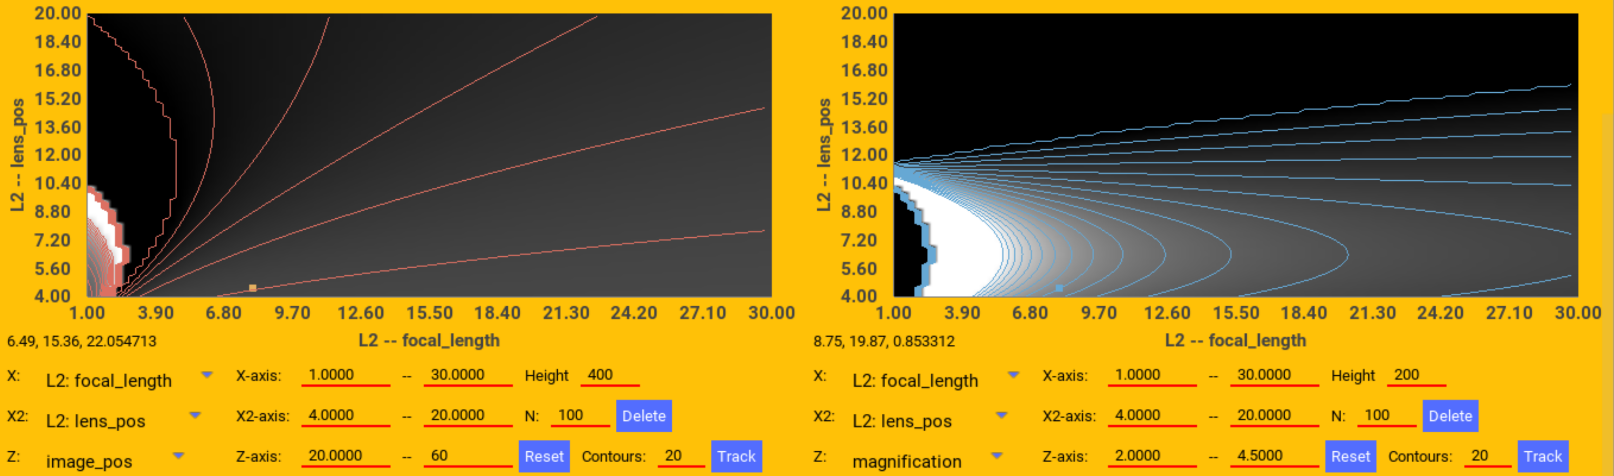 20.00
18.40
16.80
15.20
13.60
12.00
10.40
8.80
7.20
5.60
4.00
L2 -- lens_pos
1.00 3.90 6.80 9.70 12.60 15.50 18.40 21.30 24.20 27.10 30.00
6.49, 15.36, 22.054713 L2 -- focal_length
X: L2: focal_length X-axis: 1.0000 -- 30.0000 Height 400
X2: L2: lens_pos X2-axis: 4.0000 -- 20.0000 N: 100 Delete
Z: image_pos Z-axis: 20.0000 -- 60 Reset Contours: 20 Track
20.00
18.40
16.80
15.20
13.60
12.00
10.40
8.80
7.20
5.60
4.00
L2 -- lens_pos
1.00 3.90 6.80 9.70 12.60 15.50 18.40 21.30 24.20 27.10 30.00
8.75, 19.87, 0.853312 L2 -- focal_length
X: L2: focal_length X-axis: 1.0000 -- 30.0000 Height 200
X2: L2: lens_pos X2-axis: 4.0000 -- 20.0000 N: 100 Delete
Z: magnification Z-axis: 2.0000 -- 4.5000 Reset Contours: 20 Track